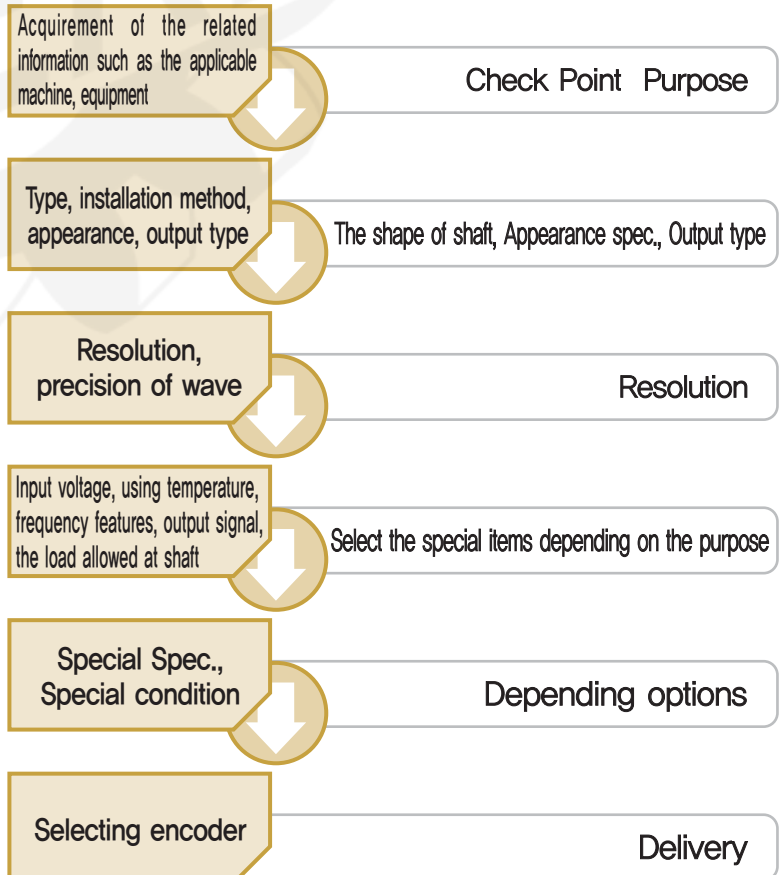 Acquirement of the related
information such as the applicable
machine, equipment
Check Point Purpose
Type, installation method,
appearance, output type
The shape of shaft, Appearance spec., Output type
Resolution,
precision of wave
Resolution
Input voltage, using temperature,
frequency features, output signal,
the load allowed at shaft
Select the special items depending on the purpose
Special Spec.,
Special condition
Depending options
Selecting encoder
Delivery